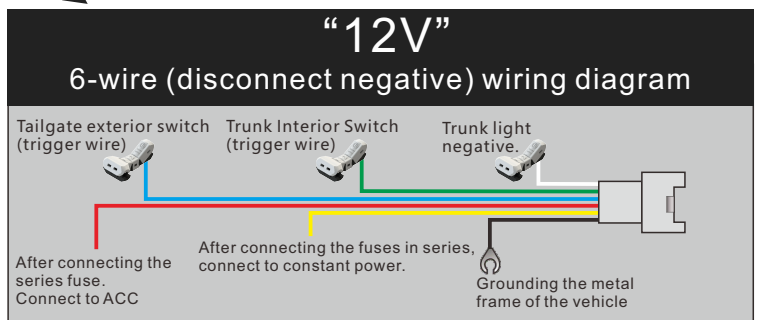 “12V”
6-wire (disconnect negative) wiring diagram
Tailgate exterior switch
(trigger wire)
Trunk Interior Switch
(trigger wire)
Trunk light
negative.
After connecting the
series fuse.
Connect to ACC
After connecting the fuses in series,
connect to constant power.
Grounding the metal
frame of the vehicle